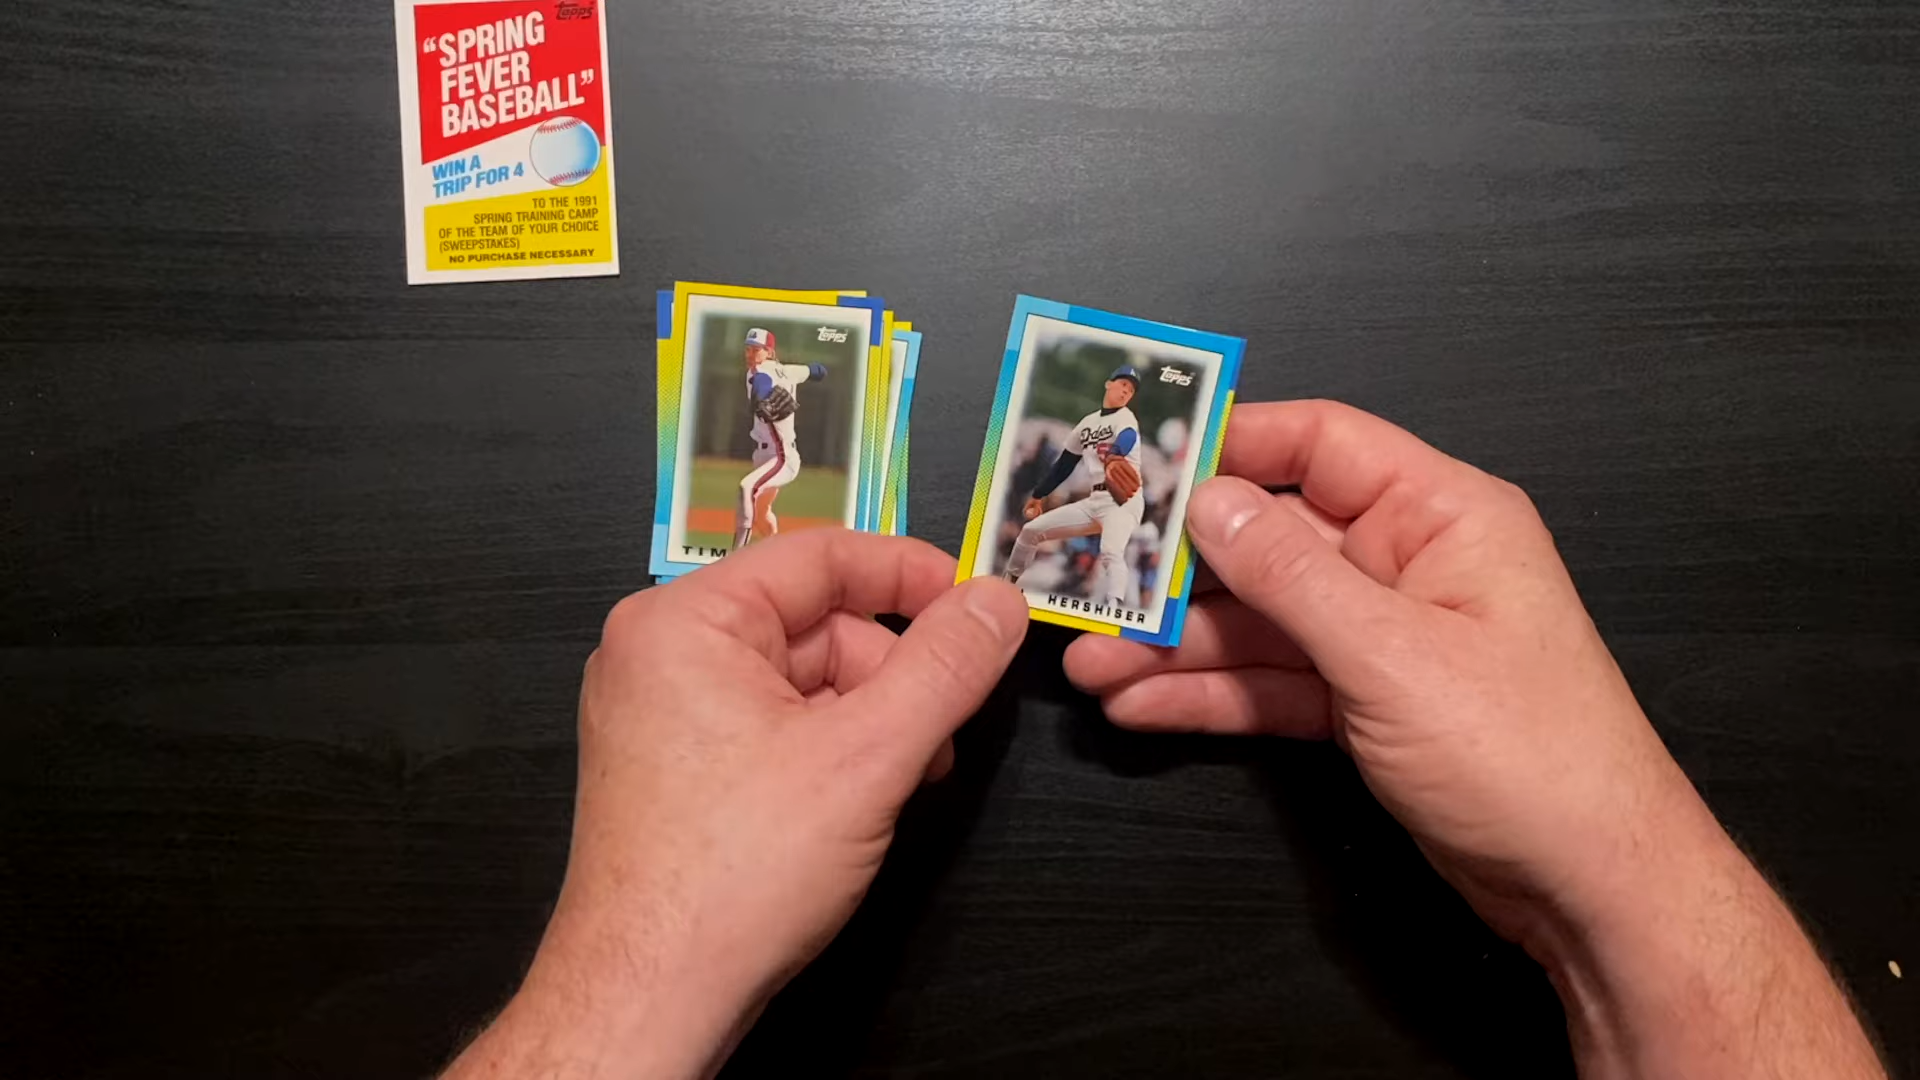 topps
"SPRING
FEVER
BASEBALL"
WIN A
TRIP FOR 4
TO THE 1991
SPRING TRAINING CAMP
OF THE TEAM OF YOUR CHOICE
(SWEEPSTAKES)
NO PURCHASE NECESSARY
topps
TIM
topps
Dodgers
HERSHISER